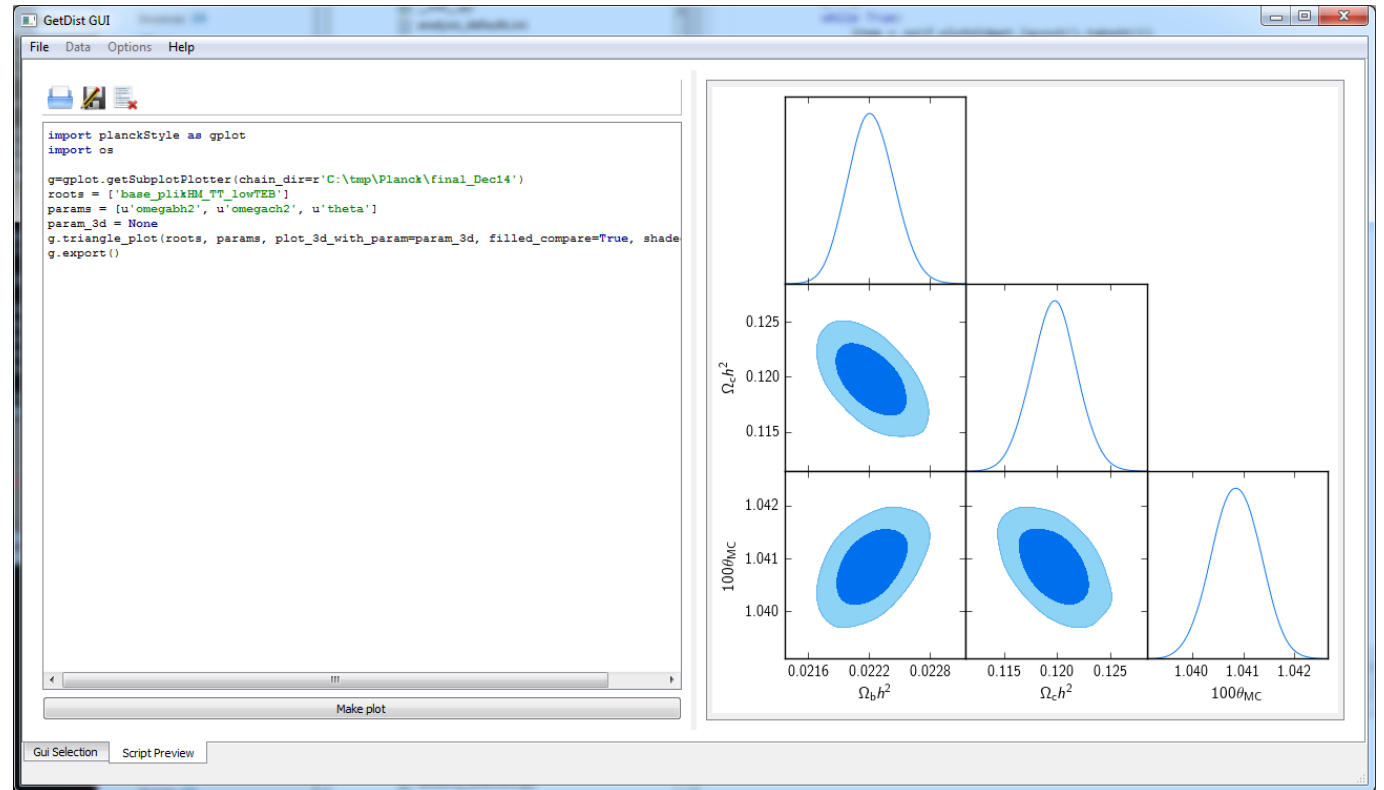 GetDist GUI
File Data Options Help
import planckStyle as gplot
import os
g=gplot.getSubplotPlotter(chain_dir=r'C:\tmp\Planck\final_Dec14')
roots = ['base_plikHM_TT_lowTEB']
params = [u'omegabh2', u'omegach2', u'theta']
param_3d = None
g.triangle_plot(roots, params, plot_3d_with_param=param_3d, filled_compare=True, shade
g.export()
Make plot
Gui Selection Script Preview
0.125
0.120
0.115
Ωch²
1.042
1.041
1.040
100θMC
0.0216 0.0222 0.0228 0.115 0.120 0.125 1.040 1.041 1.042
Ωbh² Ωch² 100θMC